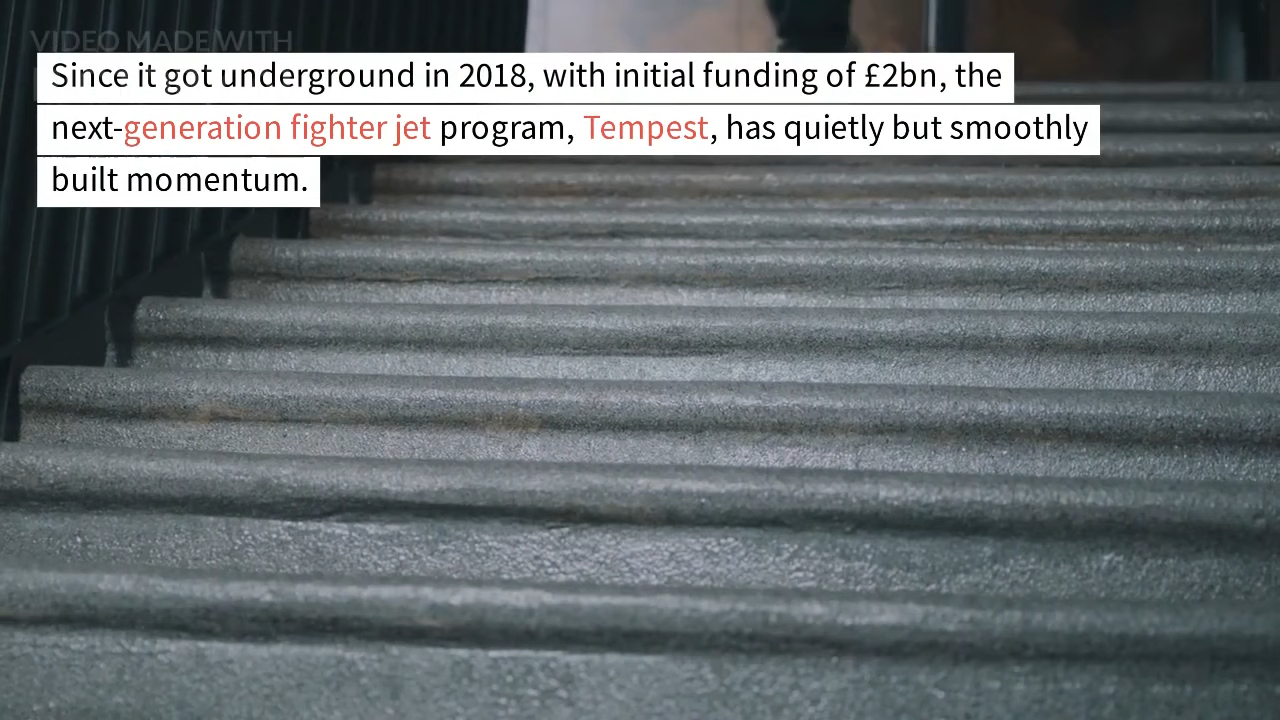 VIDEO MADE WITH
Since it got underground in 2018, with initial funding of £2bn, the
next-generation fighter jet program, Tempest, has quietly but smoothly
built momentum.